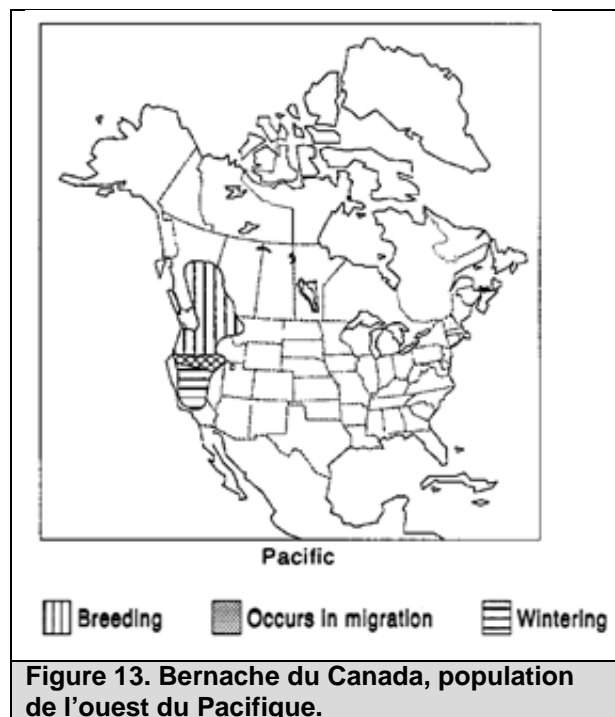 Pacific
Breeding Occurs in migration Wintering
Figure 13. Bernache du Canada, population
de l'ouest du Pacifique.